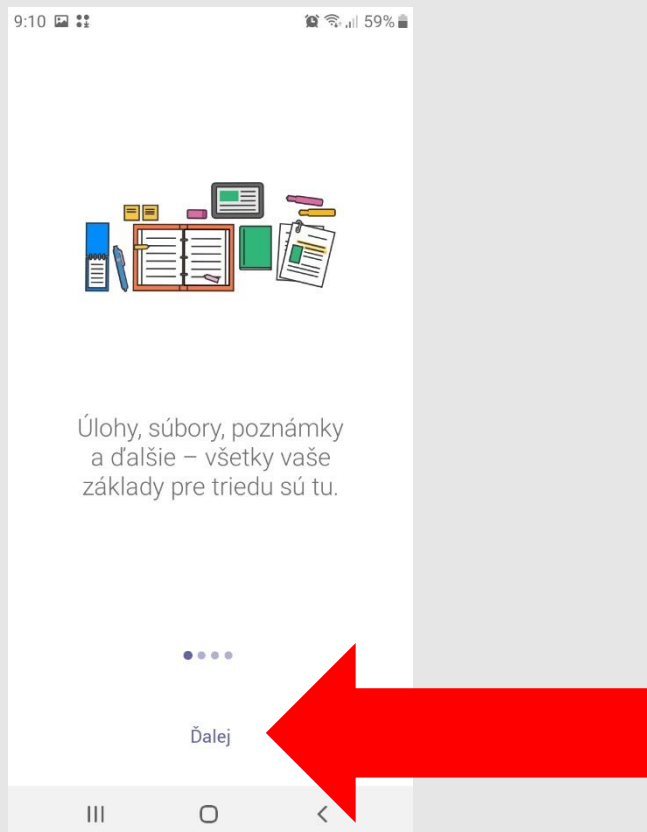 9:10 59%
Úlohy, súbory, poznámky
a ďalšie – všetky vaše
základy pre triedu sú tu.
Ďalej